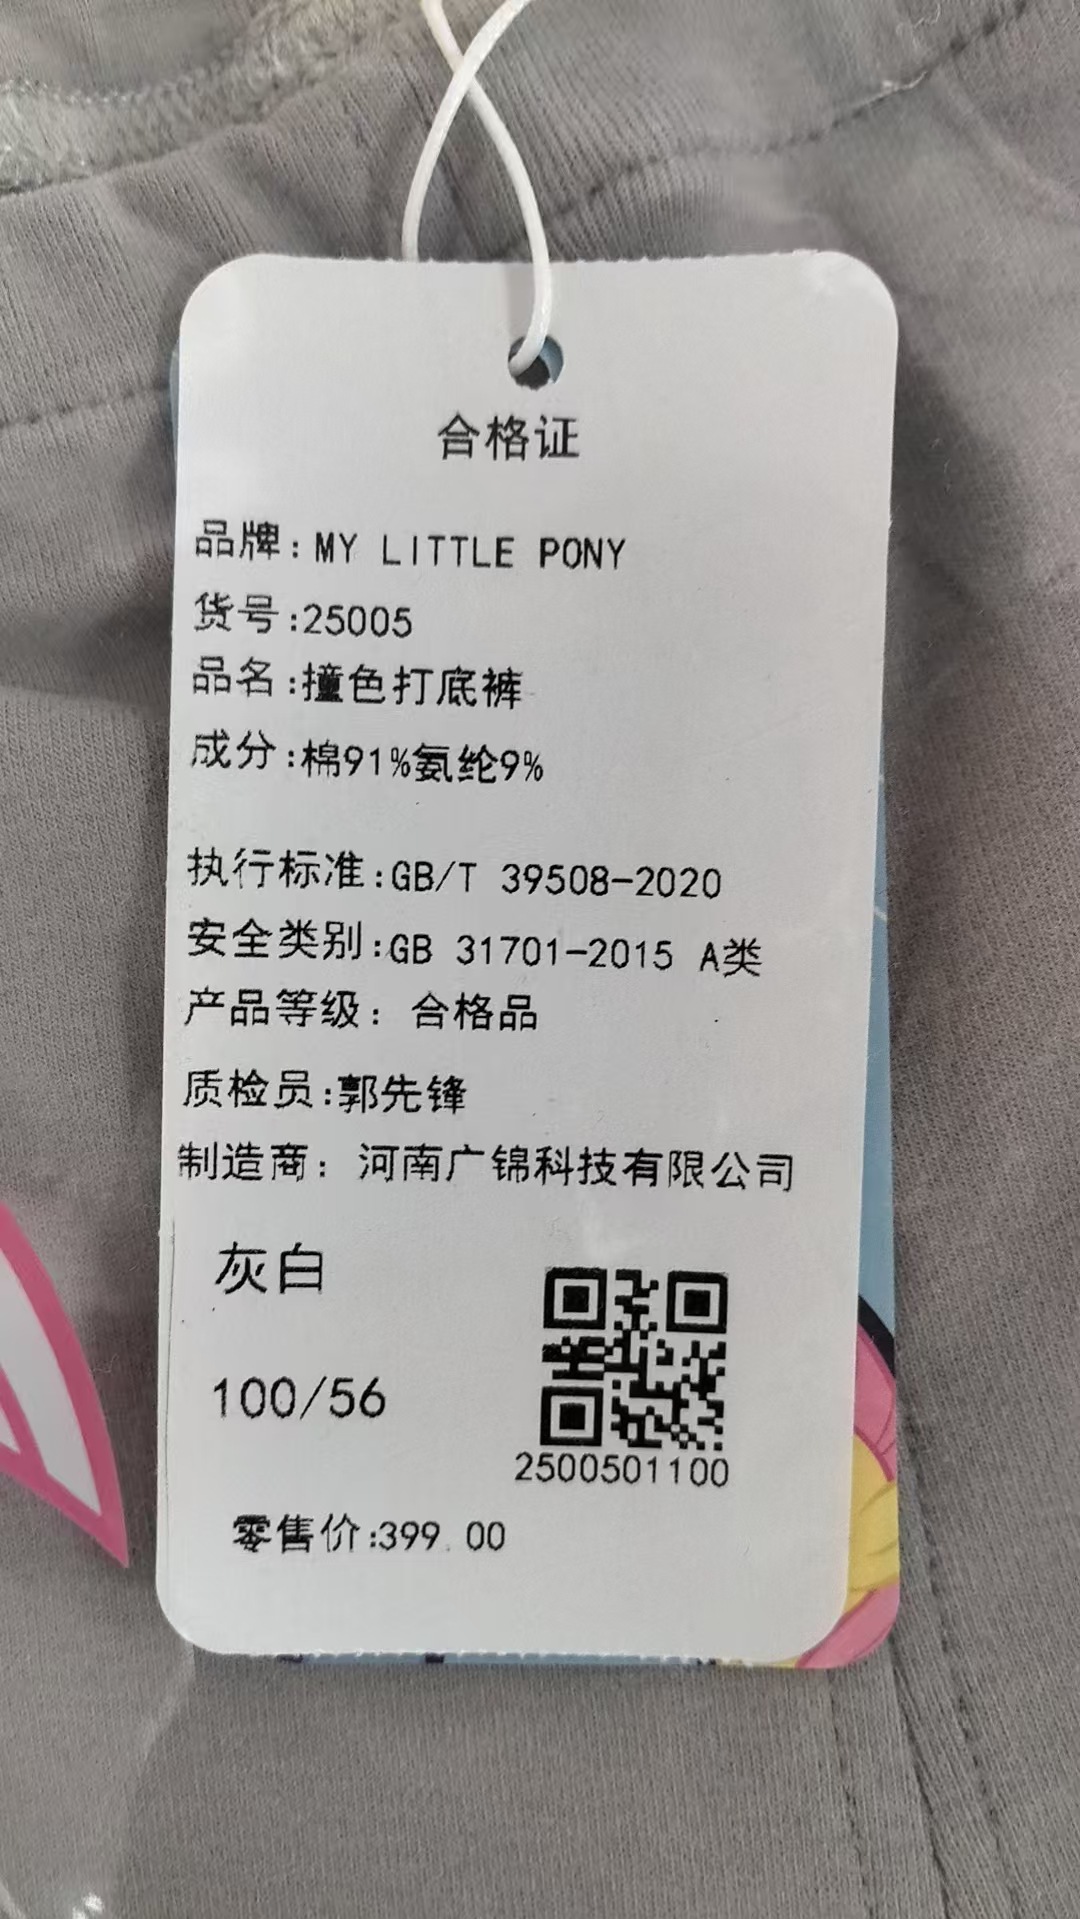 合格证
品牌:MY LITTLE PONY
货号:25005
品名:撞色打底裤
成分:棉91%氨纶9%
执行标准:GB/T 39508-2020
安全类别:GB 31701-2015 A类
产品等级: 合格品
质检员:郭先锋
制造商: 河南广锦科技有限公司
灰白
100/56
2500501100
零售价:399.00